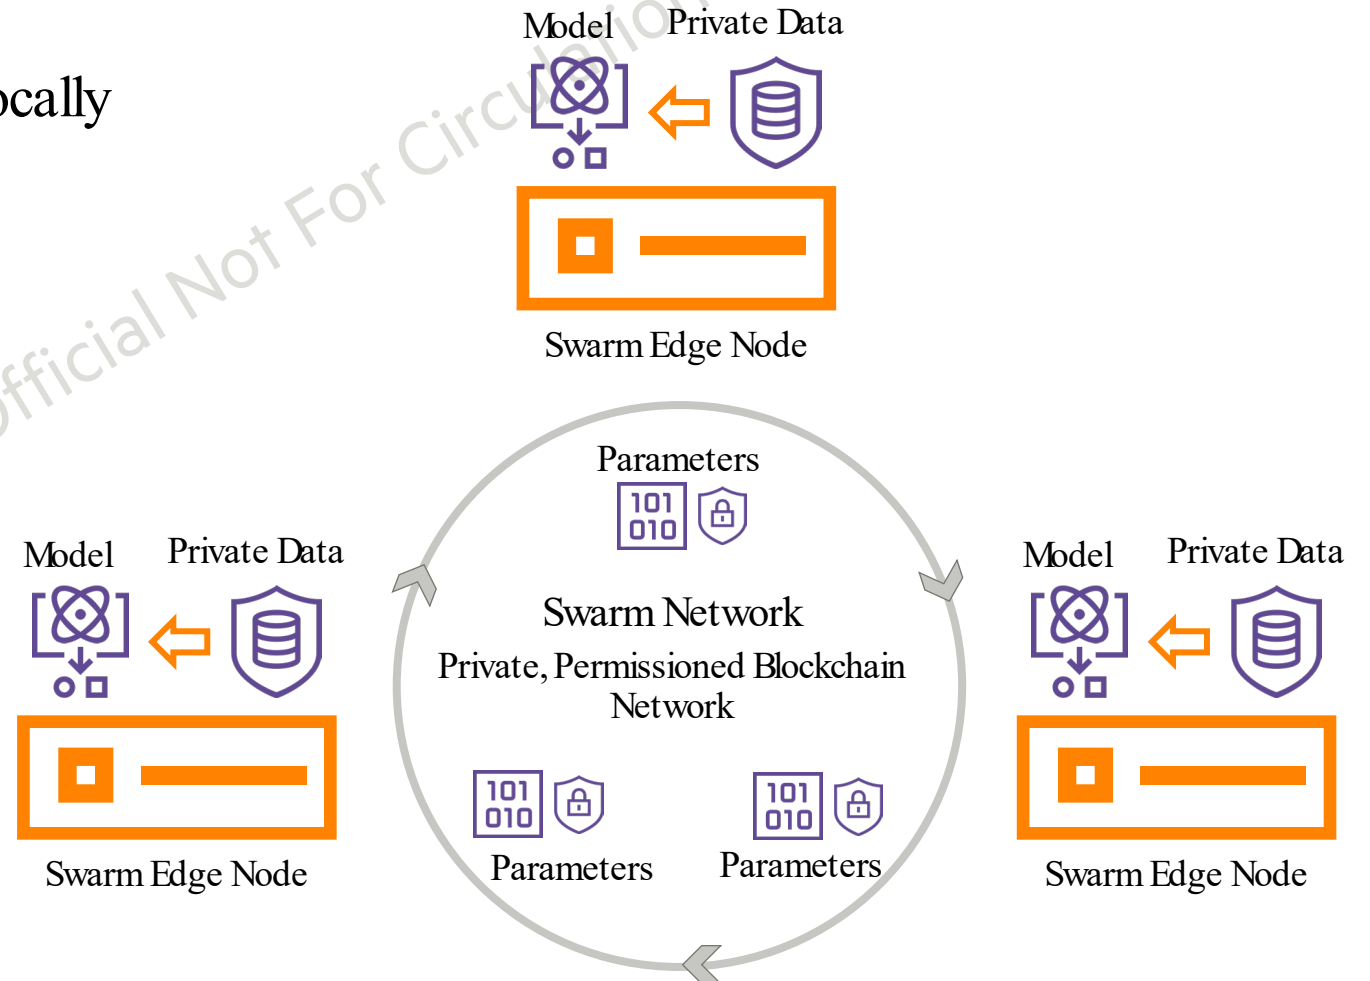 Model Private Data
ocally
fficial Not For Circulation
Swarm Edge Node
Parameters
101
010
Model Private Data
Model Private Data
Swarm Network
Private, Permissioned Blockchain
Network
101
010
101
010
Parameters
Parameters
Swarm Edge Node
Swarm Edge Node